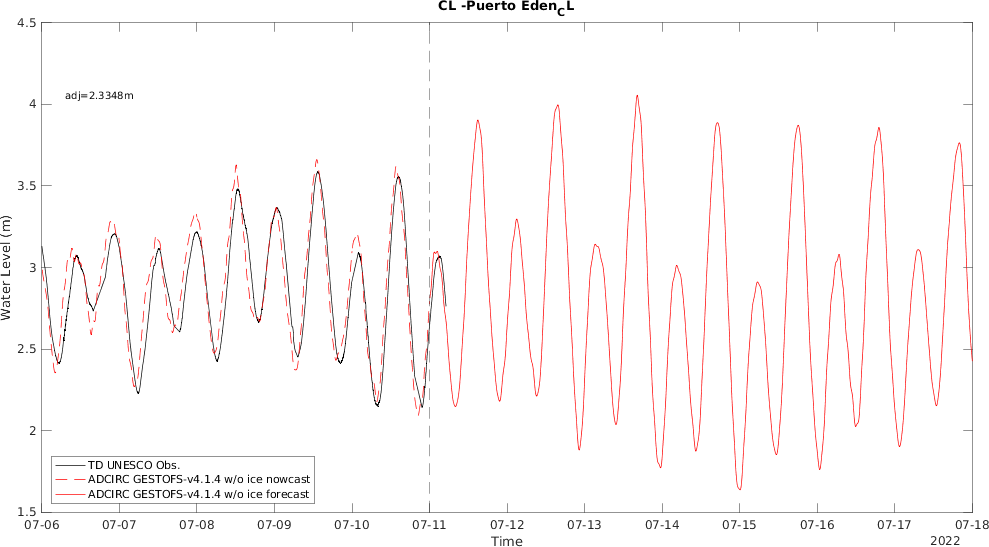 CL -Puerto Eden_CL
adj=2.3348m
Water Level (m)
4.5
4
3.5
3
2.5
2
1.5
TD UNESCO Obs.
ADCIRC GESTOFS-v4.1.4 w/o ice nowcast
ADCIRC GESTOFS-v4.1.4 w/o ice forecast
07-06 07-07 07-08 07-09 07-10 07-11 07-12 07-13 07-14 07-15 07-16 07-17 07-18
Time
2022